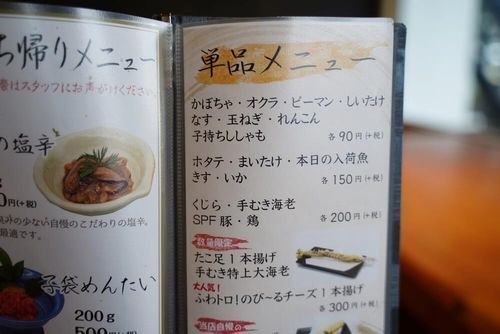 ち帰りメニュー
はスタッフにお声がけください。
の塩辛
g
0円(+税)
の少ない自慢のこだわりの塩辛。
最適です。
袋めんたい
200g
500円(+税)
単品メニュー
かぼちゃ・オクラ・ピーマン・しいたけ
なす・玉ねぎ・れんこん
子持ちししゃも
各 90円(+税)
ホタテ・まいたけ・本日の入荷魚
きす・いか
各 150円(+税)
くじら・手むき海老
SPF豚・鶏
各 200円(+税)
数量限定
たこ足1本揚げ
手むき特上大海老
大人気!
ふわトロ!のび〜るチーズ1本揚げ
各 300円(+税)
当店自慢の